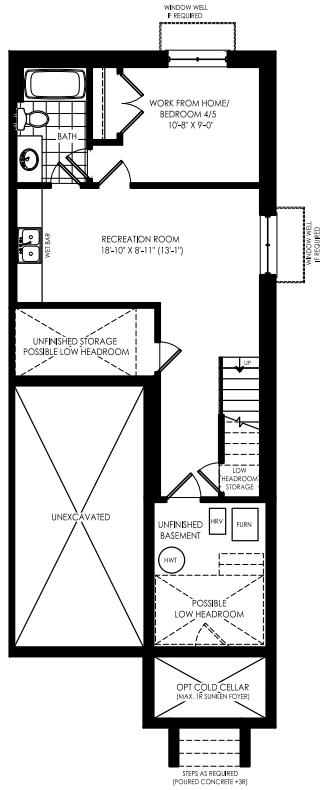 WINDOW WELL
IF REQUIRED
WORK FROM HOME/
BEDROOM 4/5
10'-8" X 9'-0"
BATH
WET BAR
RECREATION ROOM
18'-10" X 8'-11" (13'-1")
WINDOW WELL
IF REQUIRED
UNFINISHED STORAGE
POSSIBLE LOW HEADROOM
UP
LOW
HEADROOM
STORAGE
UNEXCAVATED
UNFINISHED
BASEMENT
HRV
FURN
HWT
POSSIBLE
LOW HEADROOM
OPT COLD CELLAR
(MAX. 1R SUNKEN FOYER)
STEPS AS REQUIRED
(POURED CONCRETE +3R)